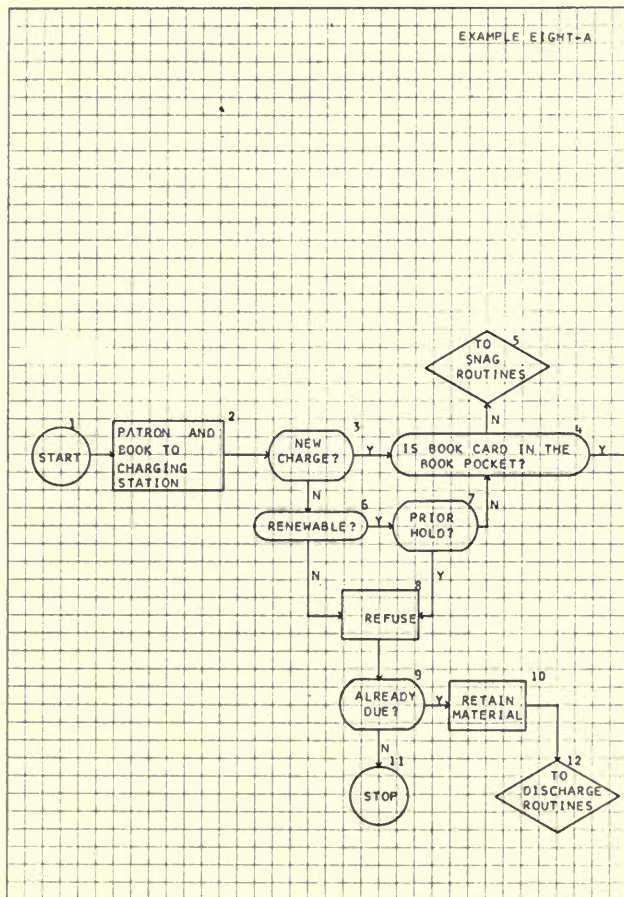 EXAMPLE EIGHT-A
5
TO
SNAG
ROUTINES
N
1
START
2
PATRON AND
BOOK TO
CHARGING
STATION
3
NEW
CHARGE?
Y
4
IS BOOK CARD IN THE
BOOK POCKET?
Y
N
6
RENEWABLE?
Y
7
PRIOR
HOLD?
N
N
Y
8
REFUSE
9
ALREADY
DUE?
Y
10
RETAIN
MATERIAL
N
11
STOP
12
TO
DISCHARGE
ROUTINES